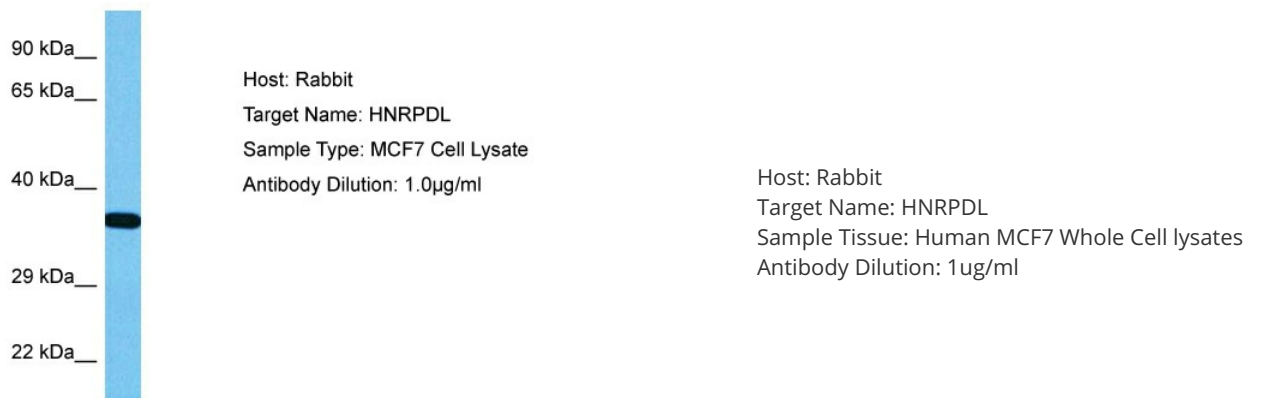 90 kDa__
65 kDa__
40 kDa__
29 kDa__
22 kDa__
Host: Rabbit
Target Name: HNRPDL
Sample Type: MCF7 Cell Lysate
Antibody Dilution: 1.0µg/ml
Host: Rabbit
Target Name: HNRPDL
Sample Tissue: Human MCF7 Whole Cell lysates
Antibody Dilution: 1ug/ml